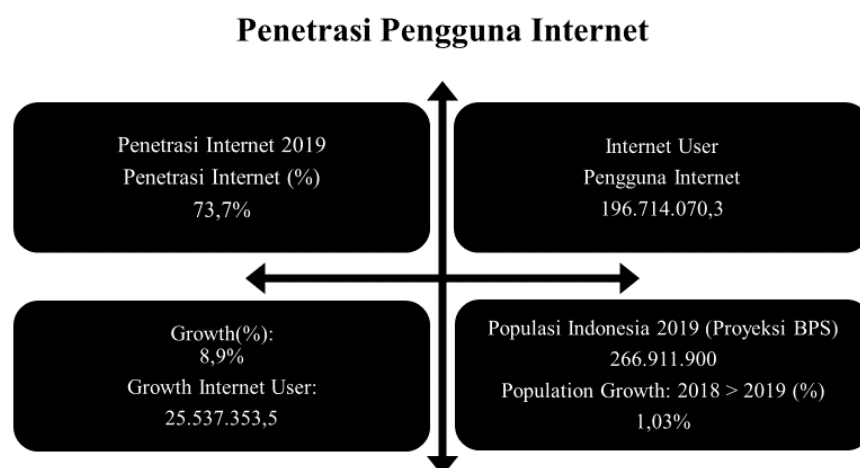 Penetrasi Pengguna Internet
Penetrasi Internet 2019
Penetrasi Internet (%)
73,7%
Internet User
Pengguna Internet
196.714.070,3
Growth(%):
8,9%
Growth Internet User:
25.537.353,5
Populasi Indonesia 2019 (Proyeksi BPS)
266.911.900
Population Growth: 2018 > 2019 (%)
1,03%